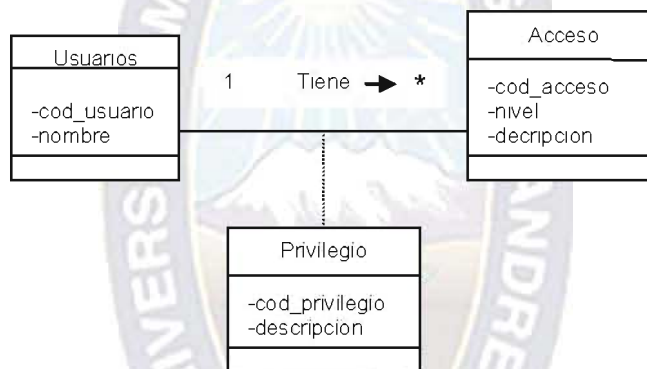 Usuarios
-cod_usuario
-nombre
1 Tiene *
Acceso
-cod_acceso
-nivel
-decripcion
Privilegio
-cod_privilegio
-descripcion